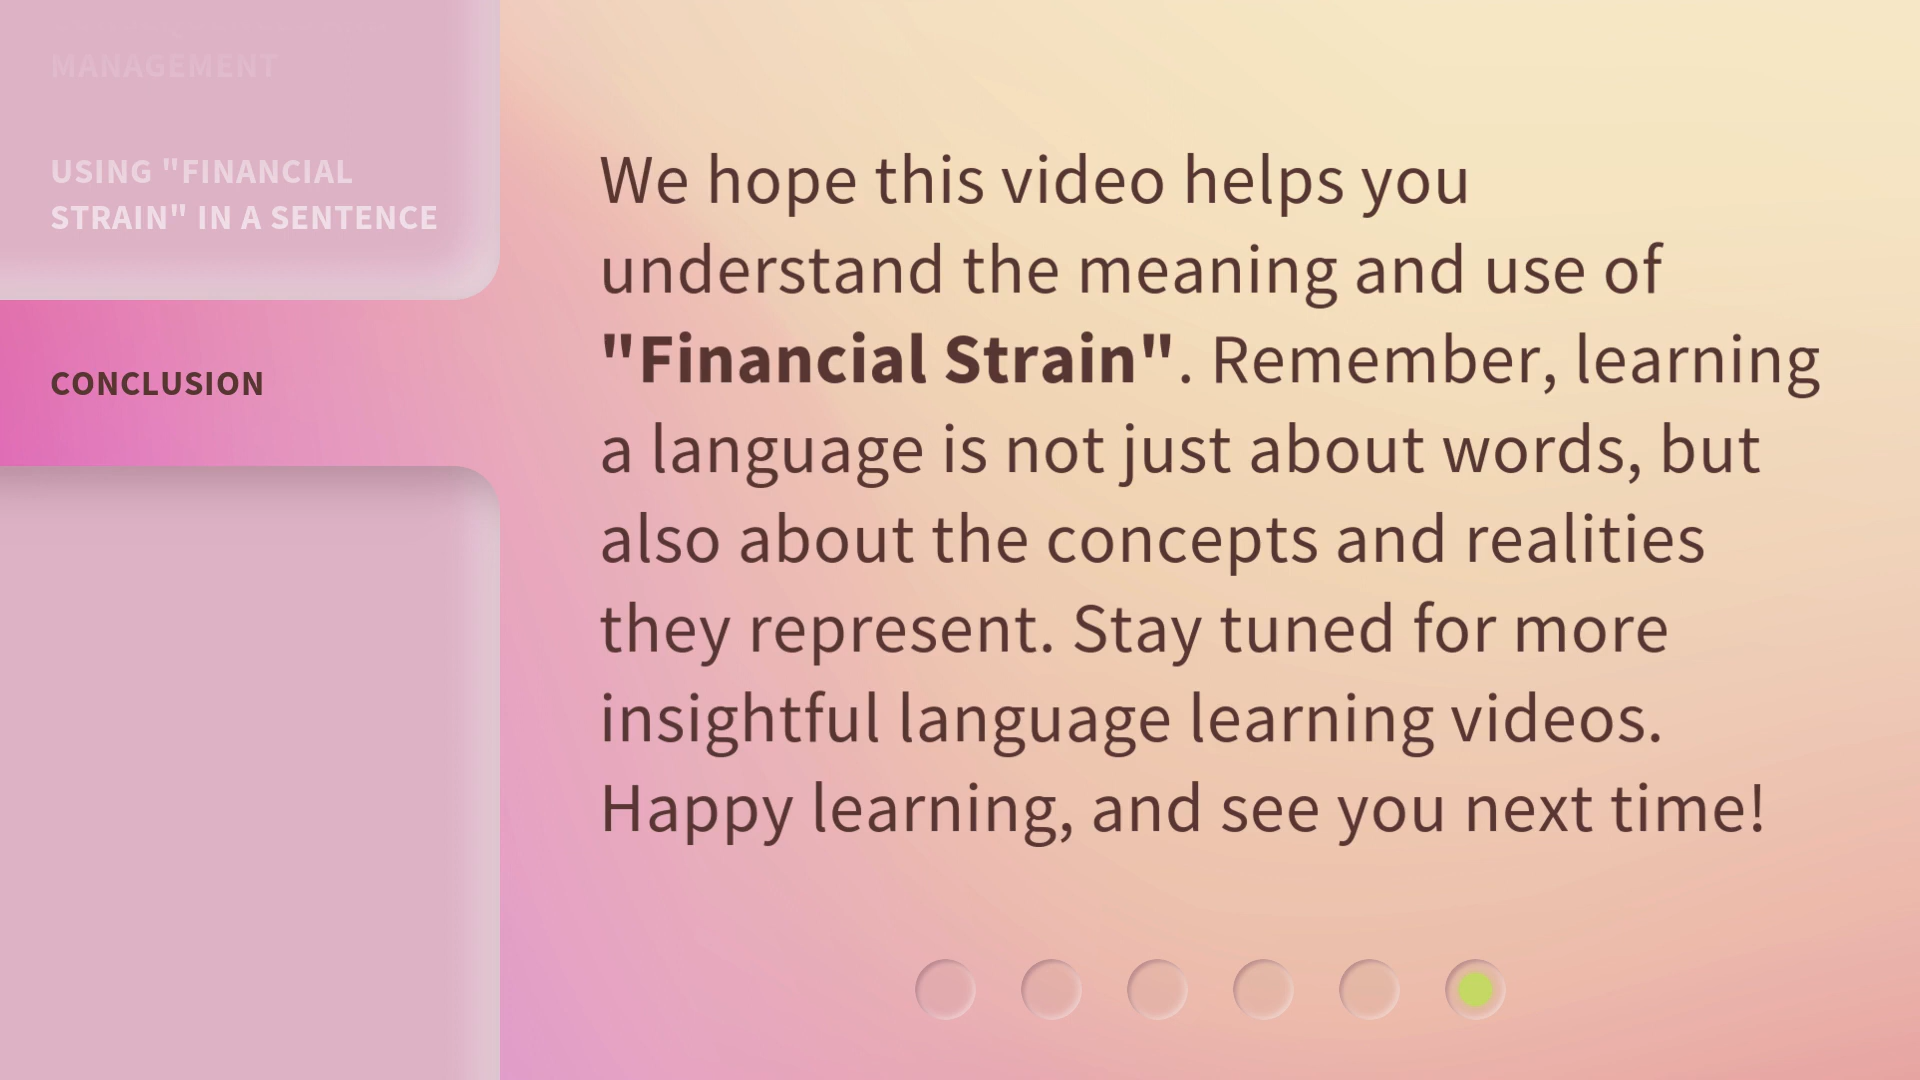 MANAGEMENT
USING "FINANCIAL
STRAIN" IN A SENTENCE
CONCLUSION
We hope this video helps you
understand the meaning and use of
"Financial Strain". Remember, learning
a language is not just about words, but
also about the concepts and realities
they represent. Stay tuned for more
insightful language learning videos.
Happy learning, and see you next time!